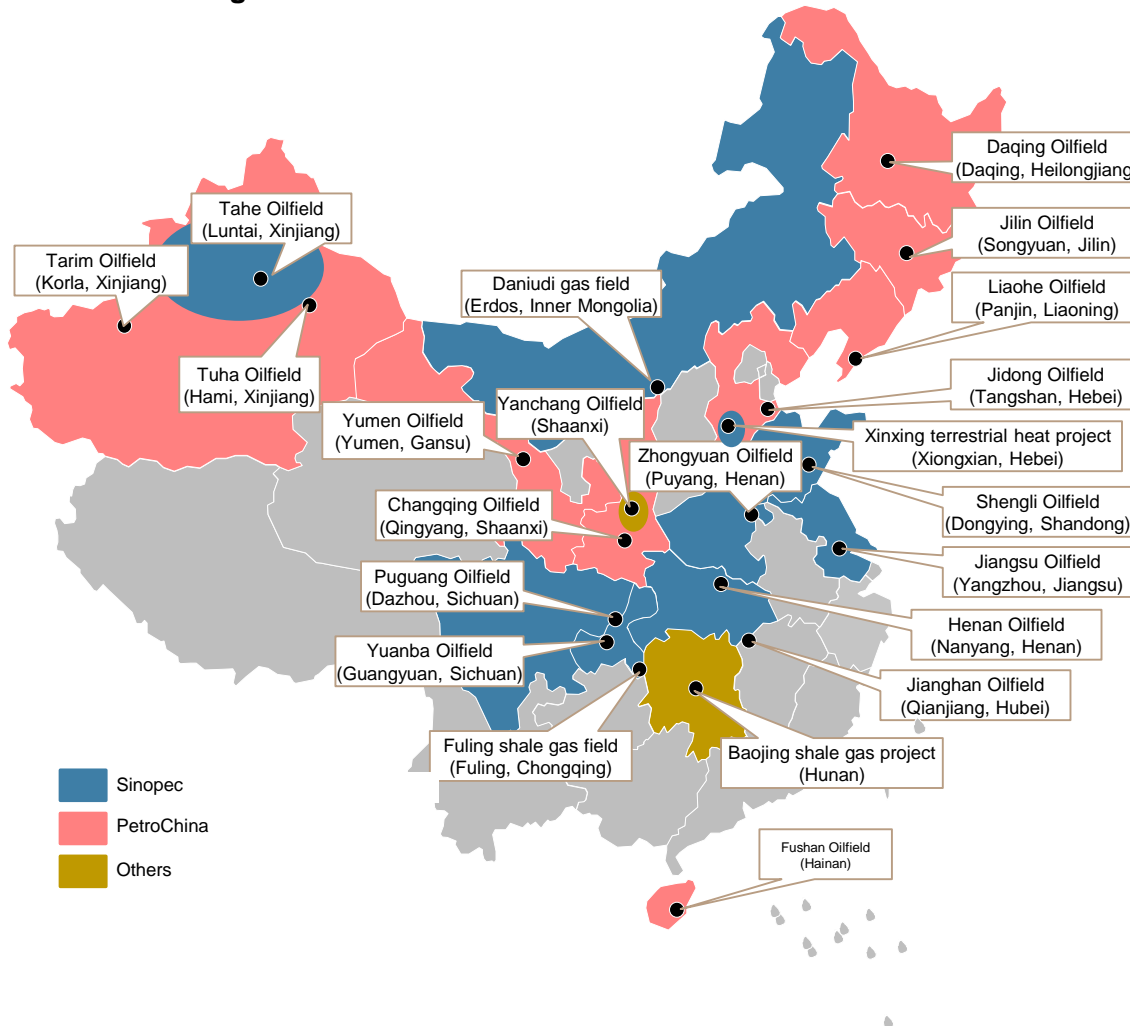 Daqing Oilfield
(Daqing, Heilongjiang
Tahe Oilfield
(Luntai, Xinjiang)
Jilin Oilfield
(Songyuan, Jilin)
Tarim Oilfield
(Korla, Xinjiang)
Daniudi gas field
(Erdos, Inner Mongolia)
Liaohe Oilfield
(Panjin, Liaoning)
Tuha Oilfield
(Hami, Xinjiang)
Jidong Oilfield
(Tangshan, Hebei)
Yanchang Oilfield
(Shaanxi)
Yumen Oilfield
(Yumen, Gansu)
Xinxing terrestrial heat project
(Xiongxian, Hebei)
Zhongyuan Oilfield
(Puyang, Henan)
Changqing Oilfield
(Qingyang, Shaanxi)
Shengli Oilfield
(Dongying, Shandong)
Jiangsu Oilfield
(Yangzhou, Jiangsu)
Puguang Oilfield
(Dazhou, Sichuan)
Henan Oilfield
(Nanyang, Henan)
Yuanba Oilfield
(Guangyuan, Sichuan)
Jianghan Oilfield
(Qianjiang, Hubei)
Fuling shale gas field
(Fuling, Chongqing)
Baojing shale gas project
(Hunan)
Sinopec
PetroChina
Others
Fushan Oilfield
(Hainan)